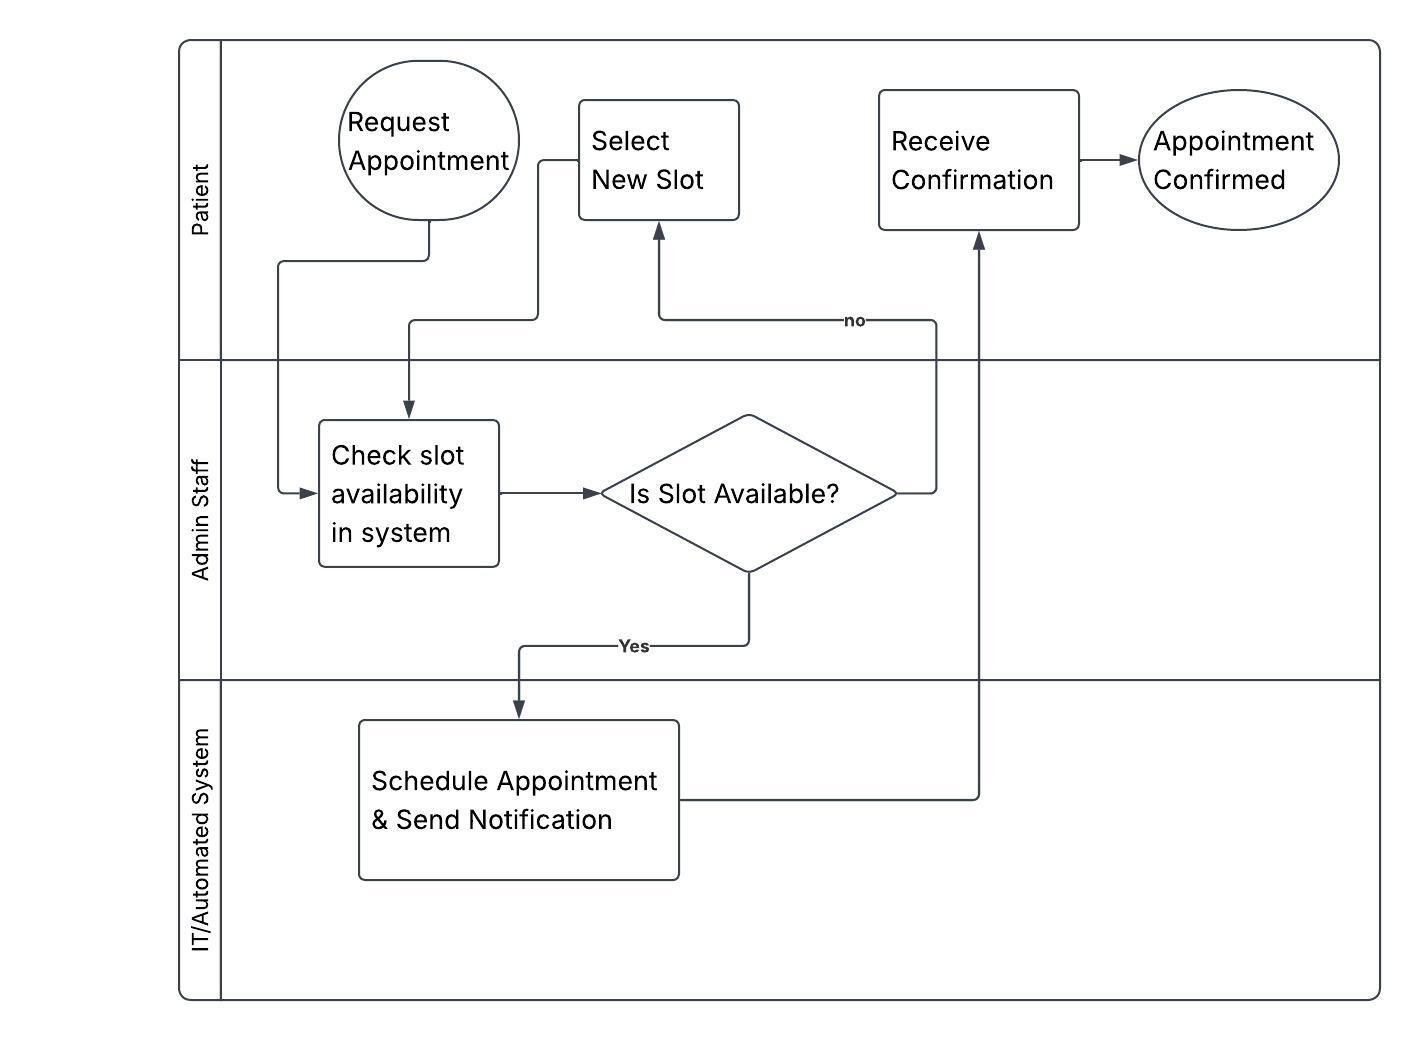 Patient
Request
Appointment
Select
New Slot
Receive
Confirmation
Appointment
Confirmed
no
Admin Staff
Check slot
availability
in system
Is Slot Available?
Yes
IT/Automated System
Schedule Appointment
& Send Notification